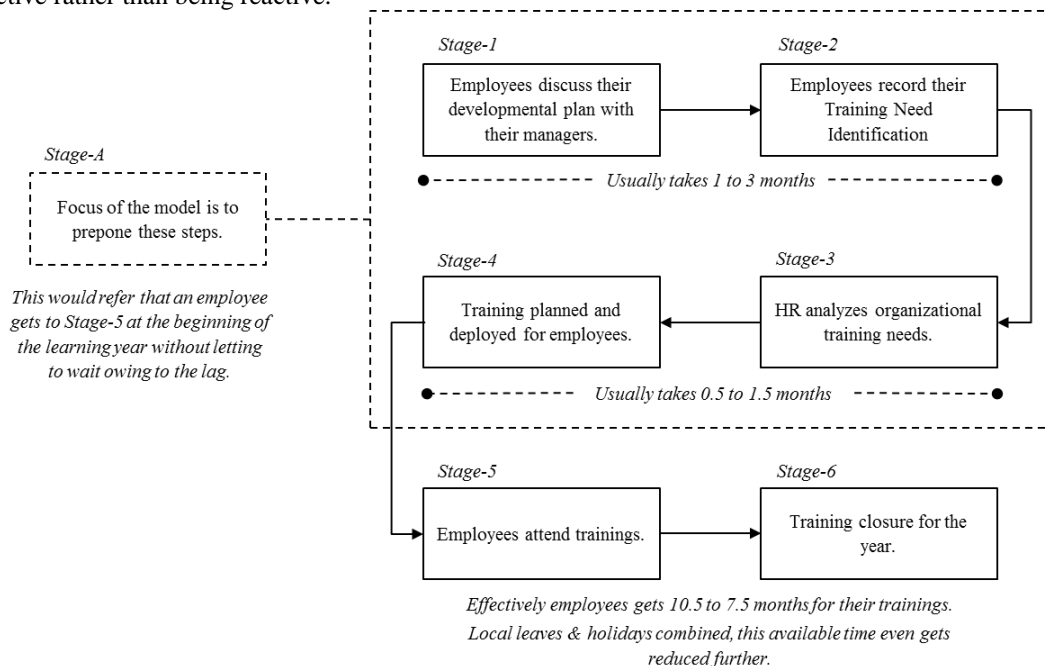 rather than being reactive.
Stage-1
Employees discuss their
developmental plan with
their managers.
Stage-2
Employees record their
Training Need
Identification
Usually takes 1 to 3 months
Stage-A
Focus of the model is to
prepone these steps.
This would refer that an employee
gets to Stage-5 at the beginning of
the learning year without letting
to wait owing to the lag.
Stage-4
Training planned and
deployed for employees.
Stage-3
HR analyzes organizational
training needs.
Usually takes 0.5 to 1.5 months
Stage-5
Employees attend trainings.
Stage-6
Training closure for the
year.
Effectively employees gets 10.5 to 7.5 months for their trainings.
Local leaves & holidays combined, this available time even gets
reduced further.